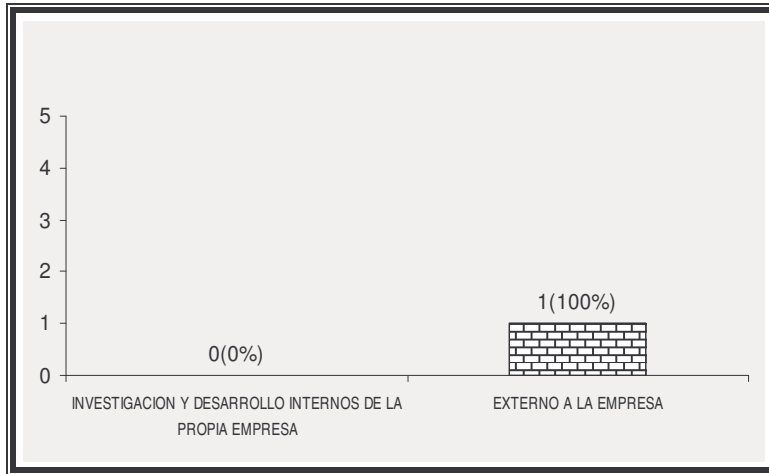 5
4
3
2
1
0
0(0%)
1(100%)
INVESTIGACION Y DESARROLLO INTERNOS DE LA
PROPIA EMPRESA
EXTERNO A LA EMPRESA